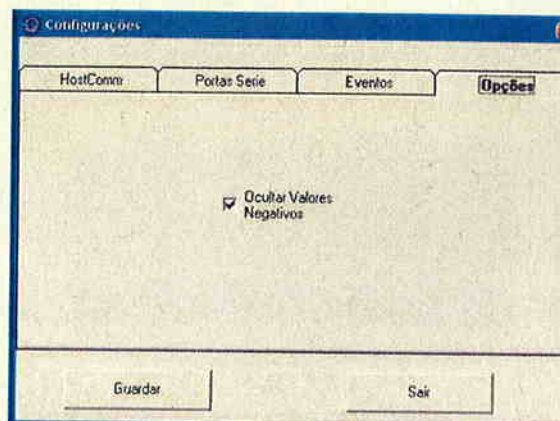 Configurações
HostComm
Portas Serie
Eventos
Opções
Ocultar Valores
Negativos
Guardar
Sair